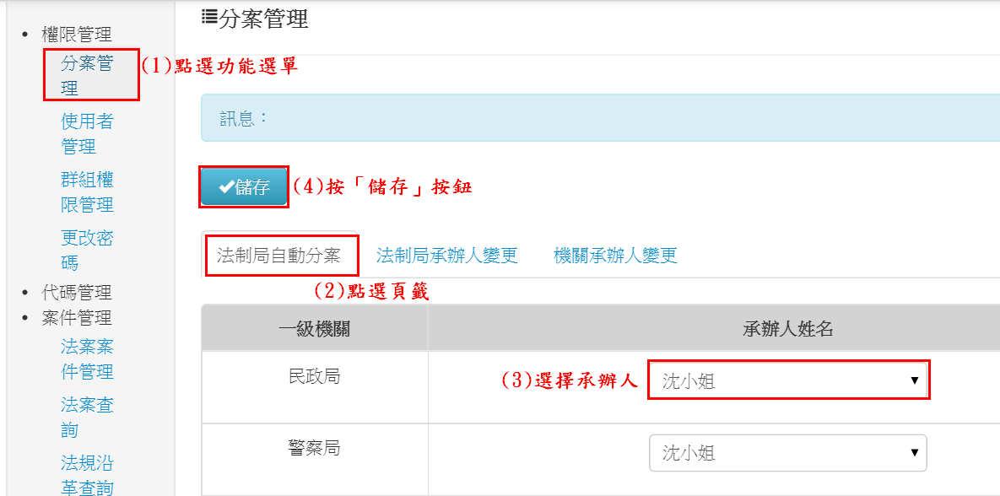 分案管理
權限管理
分案管
理
(1)點選功能選單
使用者
管理
群組權
限管理
更改密
碼
代碼管理
案件管理
法案案
件管理
法案查
詢
法規沿
革查詢
訊息：
儲存
(4)按「儲存」按鈕
法制局自動分案 法制局承辦人變更 機關承辦人變更
(2)點選頁籤
一級機關 承辦人姓名
民政局 (3)選擇承辦人 沈小姐
警察局 沈小姐